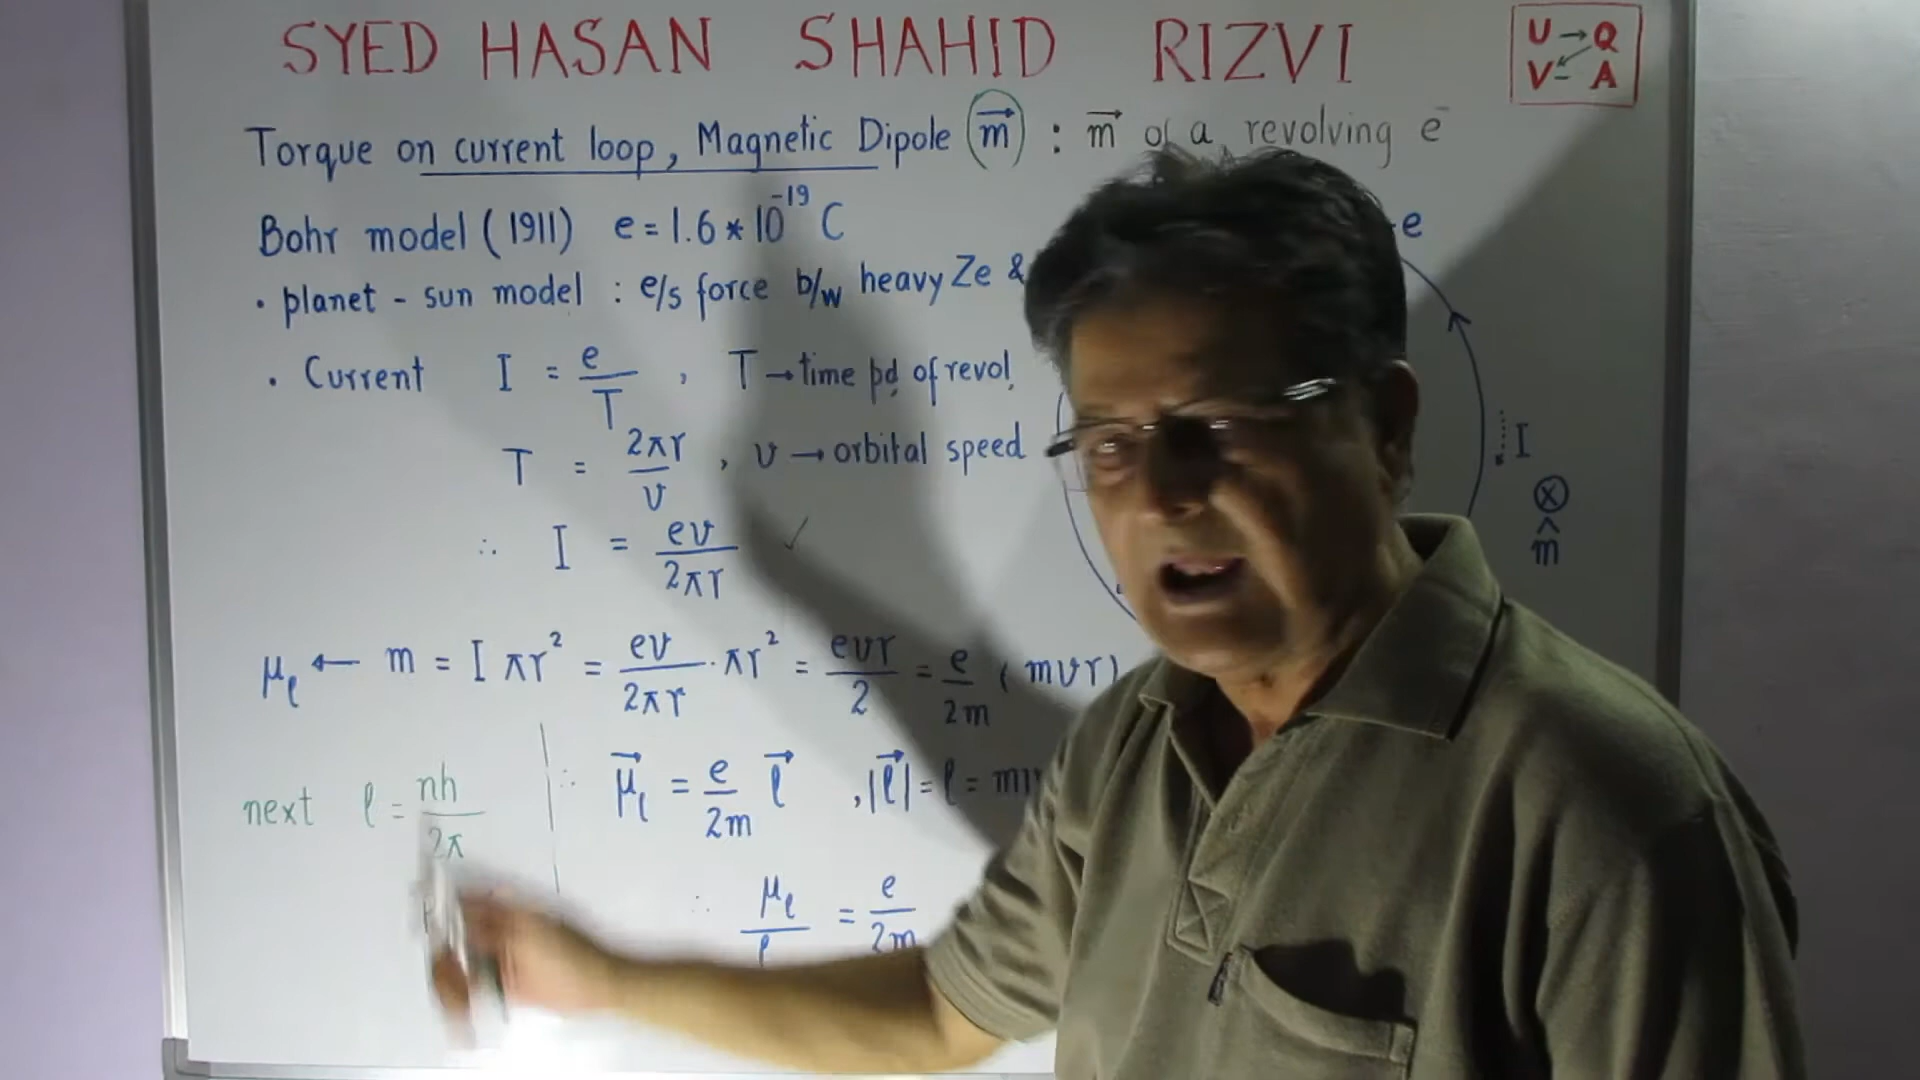 SYED HASAN SHAHID RIZVI
U → Q
V A
Torque on current loop, Magnetic Dipole (m⃗) : m⃗ of a revolving e⁻
Bohr model (1911) e = 1.6 * 10⁻¹⁹ C
e
• planet - sun model : e/s force b/w heavy Ze &
• Current I = e/T , T → time pd. of revol.
T = 2πr/v , v → orbital speed
I
⊗
m̂
∴ I = ev/2πr ✓
μₗ ← m = I πr² = ev/2πr · πr² = evr/2 = e/2m (mvr)
next l = nh/2π
∴ μ⃗ₗ = e/2m l⃗ , |l⃗| = l =
∴ μₗ/l = e/2m